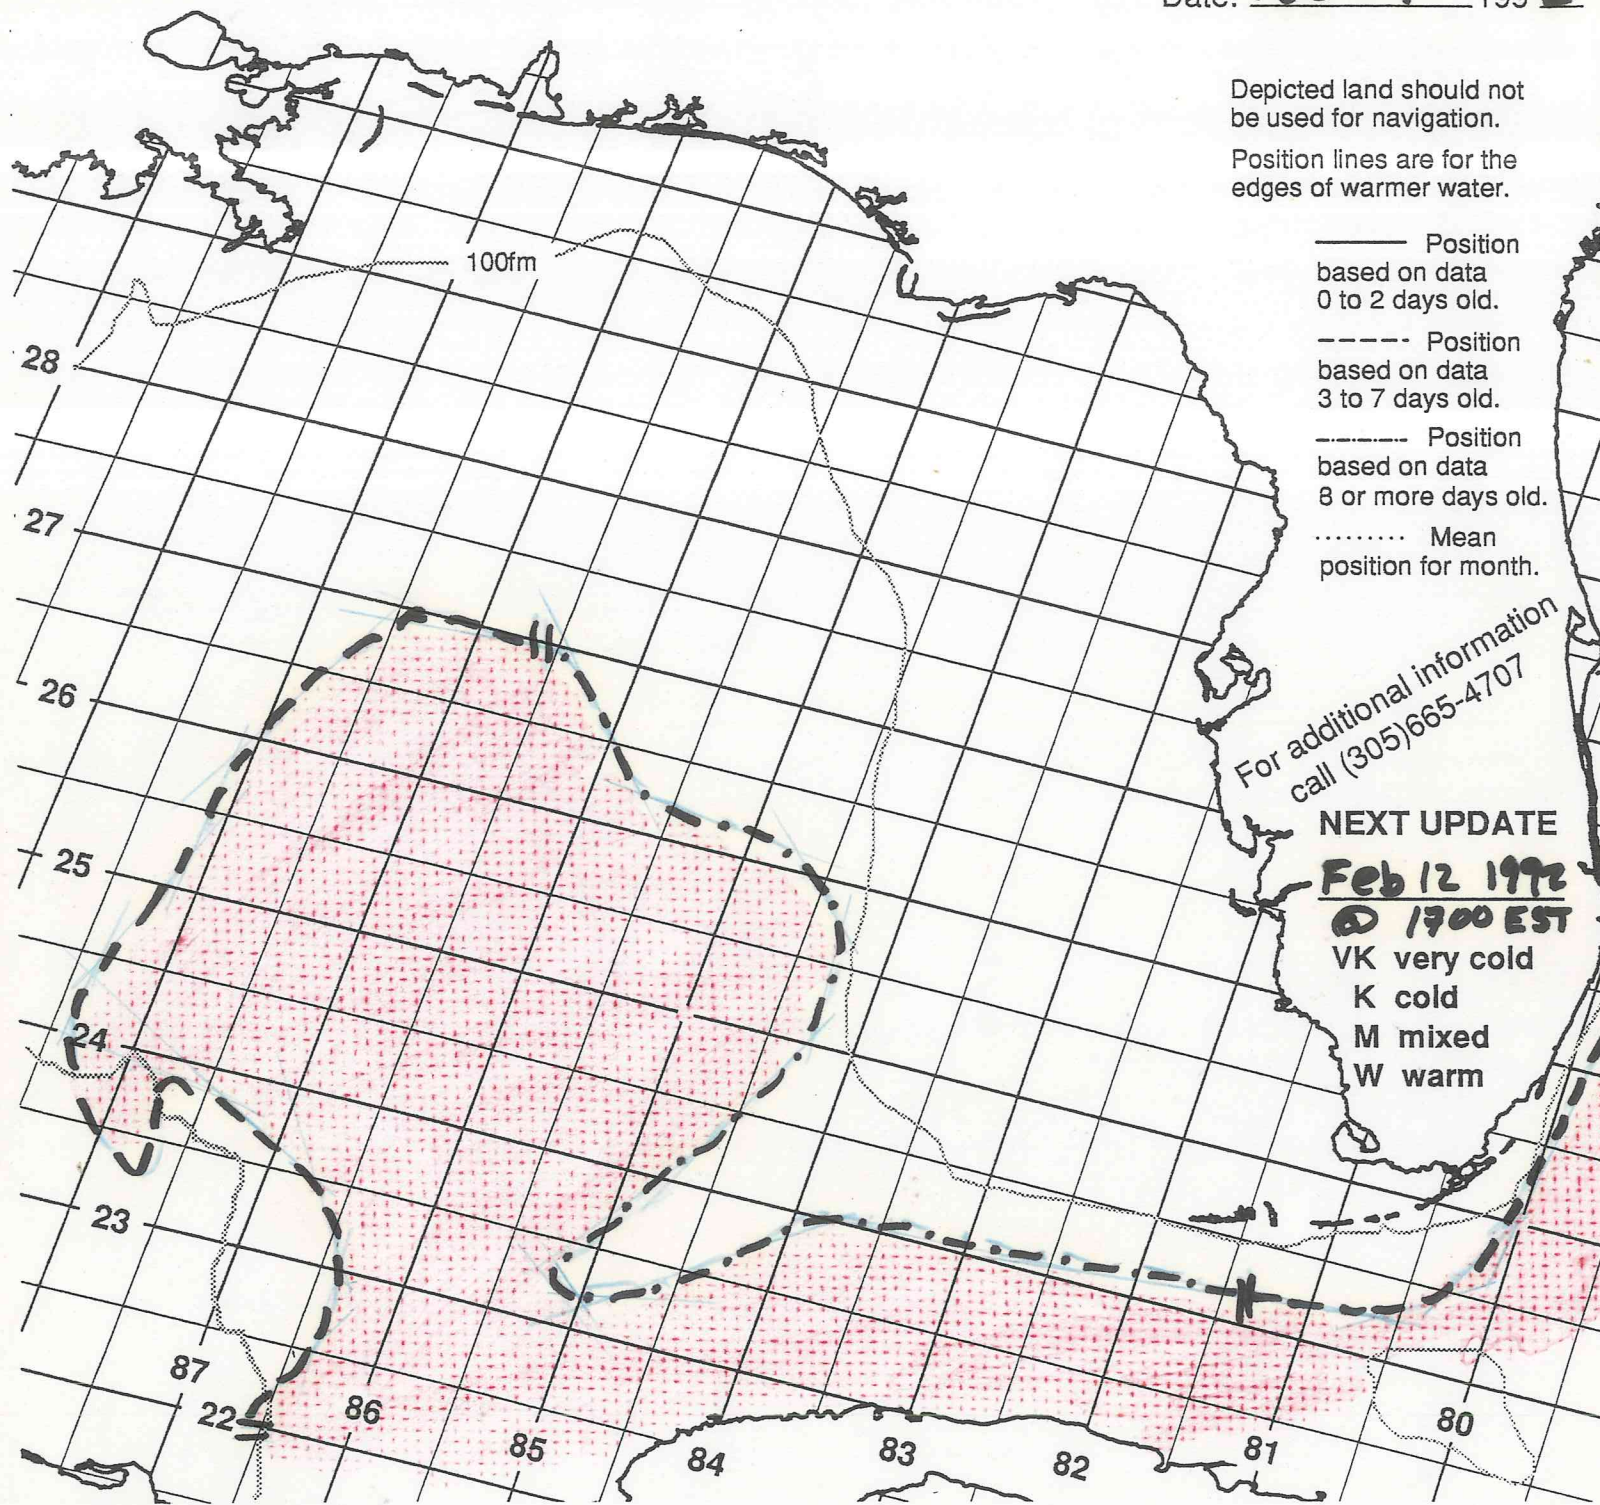 Date: 199
Depicted land should not
be used for navigation.
Position lines are for the
edges of warmer water.
Position
based on data
0 to 2 days old.
Position
based on data
3 to 7 days old.
Position
based on data
8 or more days old.
Mean
position for month.
For additional information
call (305)665-4707
NEXT UPDATE
Feb 12 1992
@ 1700 EST
VK very cold
K cold
M mixed
W warm
100fm
28
27
26
25
24
23
22
87
86
85
84
83
82
81
80